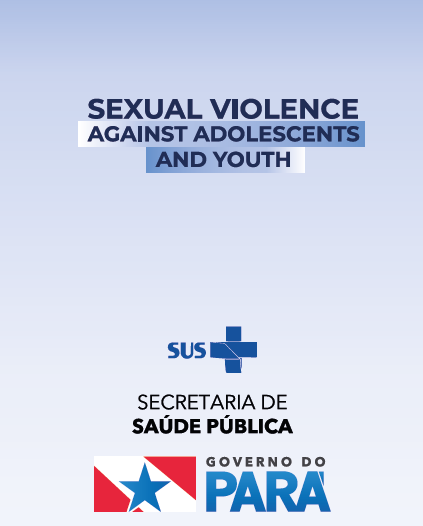 SEXUAL VIOLENCE
AGAINST ADOLESCENTS
AND YOUTH
SUS
SECRETARIA DE
SAÚDE PÚBLICA
GOVERNO DO
PARÁ